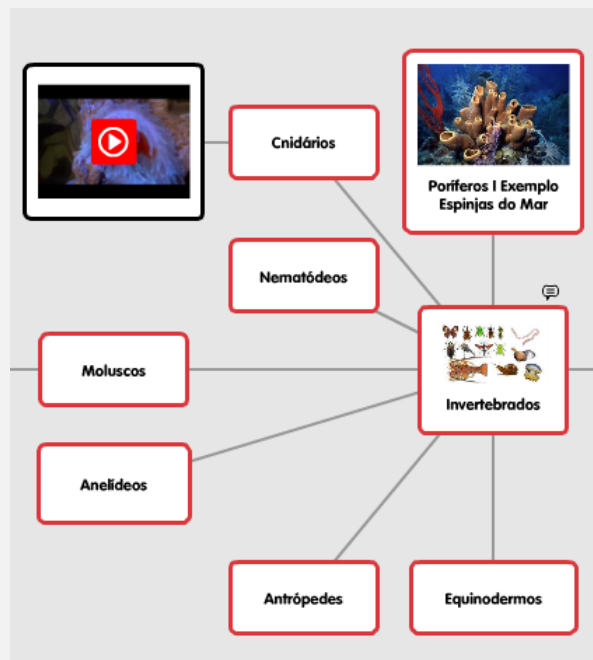 Cnidários
Poríferos I Exemplo
Espinjas do Mar
Nematódeos
Moluscos
Invertebrados
Anelídeos
Antrópedes
Equinodermos